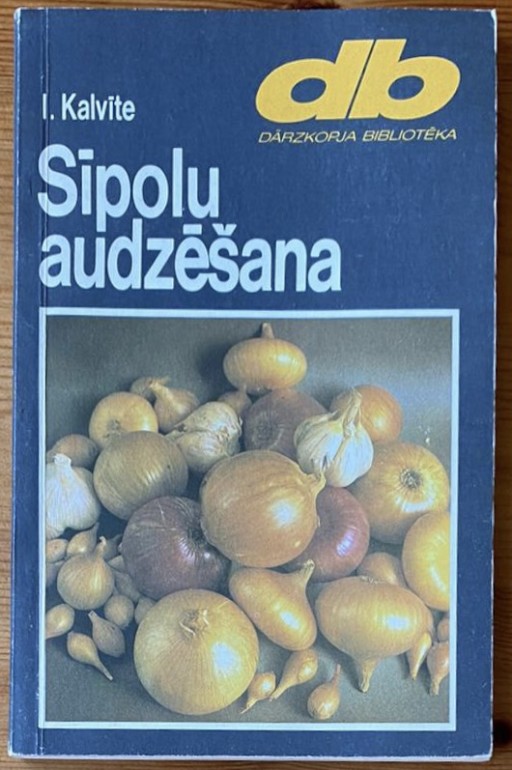 I. Kalvīte
db
DĀRZKOPJA BIBLIOTĒKA
Sīpolu
audzēšana